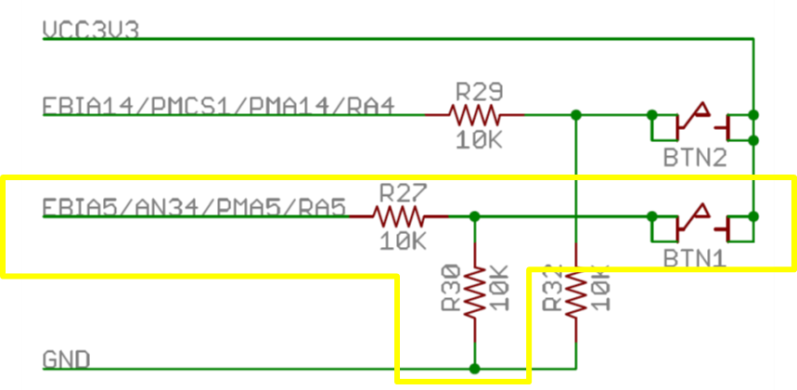 VCC3V3
R29
EBIA14/PMCS1/PMA14/RA4
10K
BTN2
R27
EBIA5/AN34/PMA5/RA5
10K
BTN1
R30
10K
R32
10K
GND